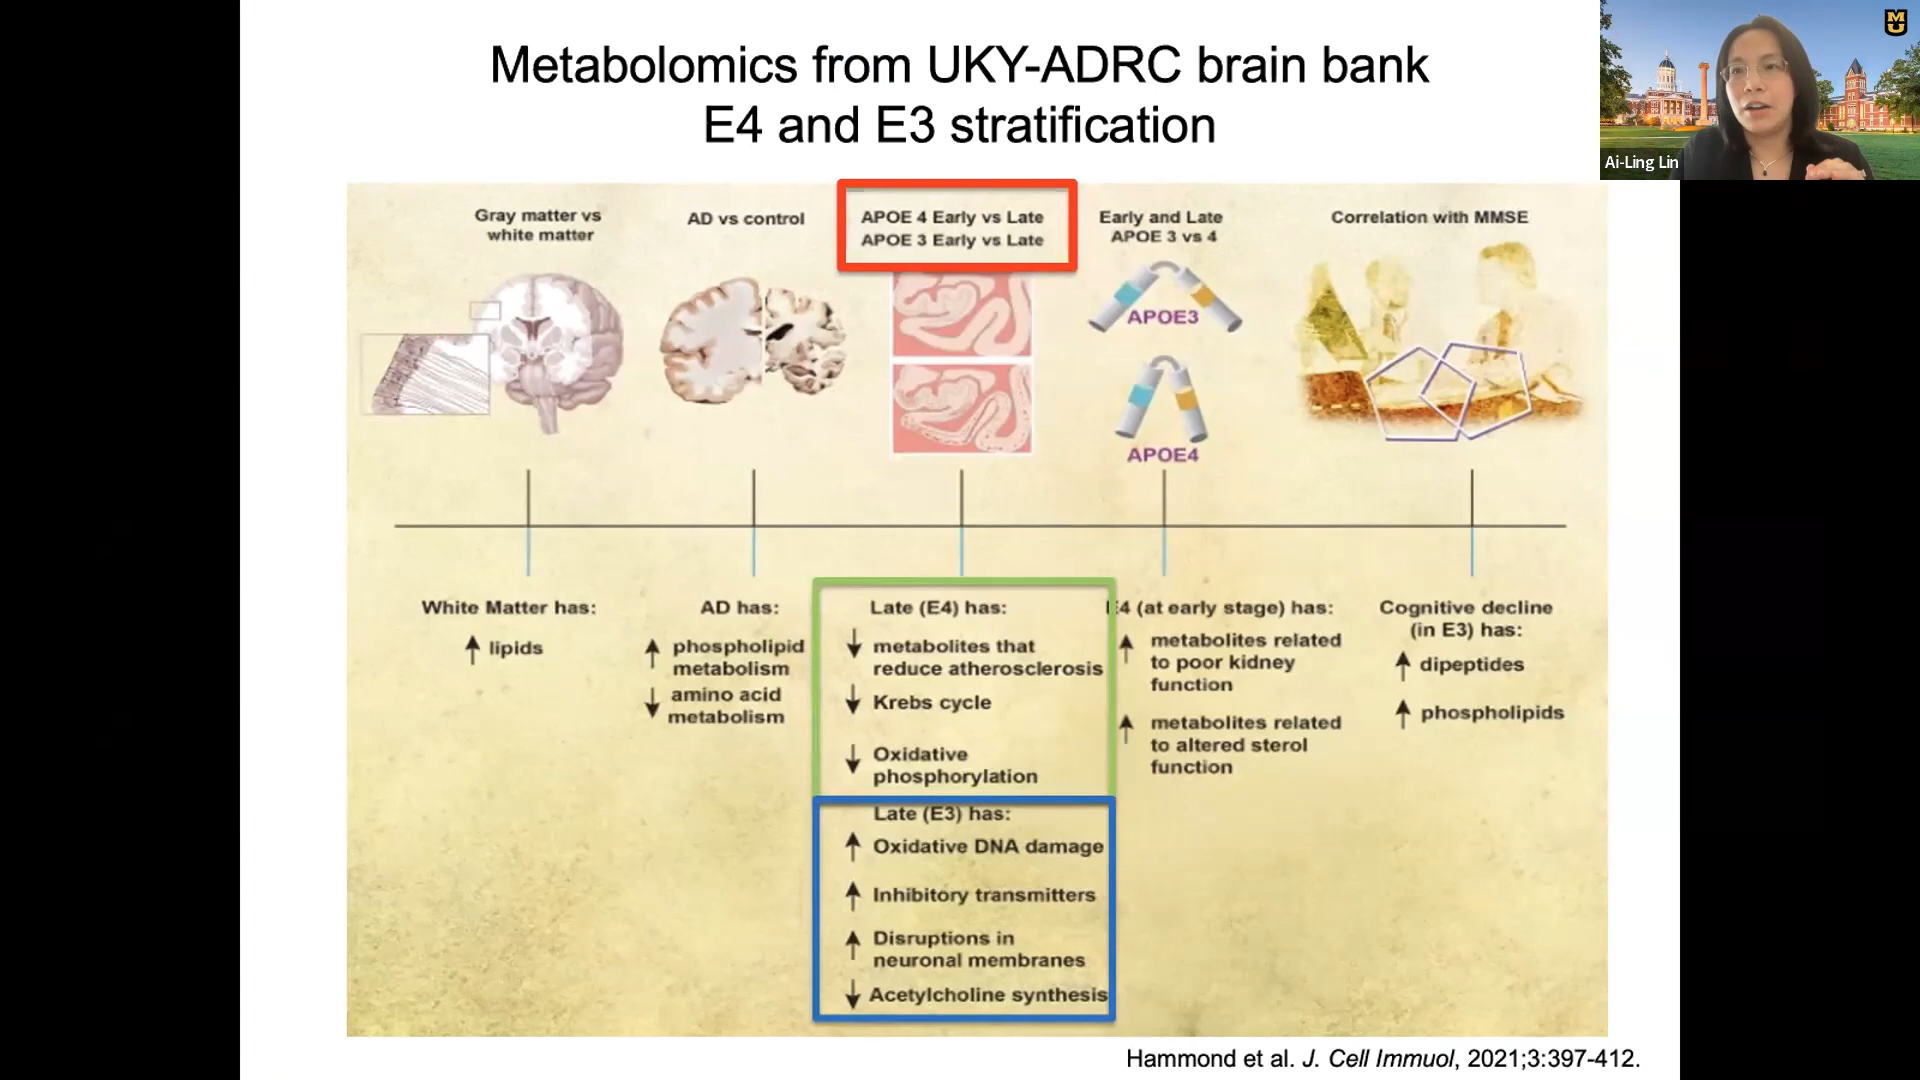 Metabolomics from UKY-ADRC brain bank
E4 and E3 stratification
MU
Ai-Ling Lin
Gray matter vs
white matter
AD vs control
APOE 4 Early vs Late
APOE 3 Early vs Late
Early and Late
APOE 3 vs 4
Correlation with MMSE
APOE3
APOE4
White Matter has:
lipids
AD has:
phospholipid
metabolism
amino acid
metabolism
Late (E4) has:
metabolites that
reduce atherosclerosis
Krebs cycle
Oxidative
phosphorylation
Late (E3) has:
Oxidative DNA damage
Inhibitory transmitters
Disruptions in
neuronal membranes
Acetylcholine synthesis
E4 (at early stage) has:
metabolites related
to poor kidney
function
metabolites related
to altered sterol
function
Cognitive decline
(in E3) has:
dipeptides
phospholipids
Hammond et al. J. Cell Immuol, 2021;3:397-412.